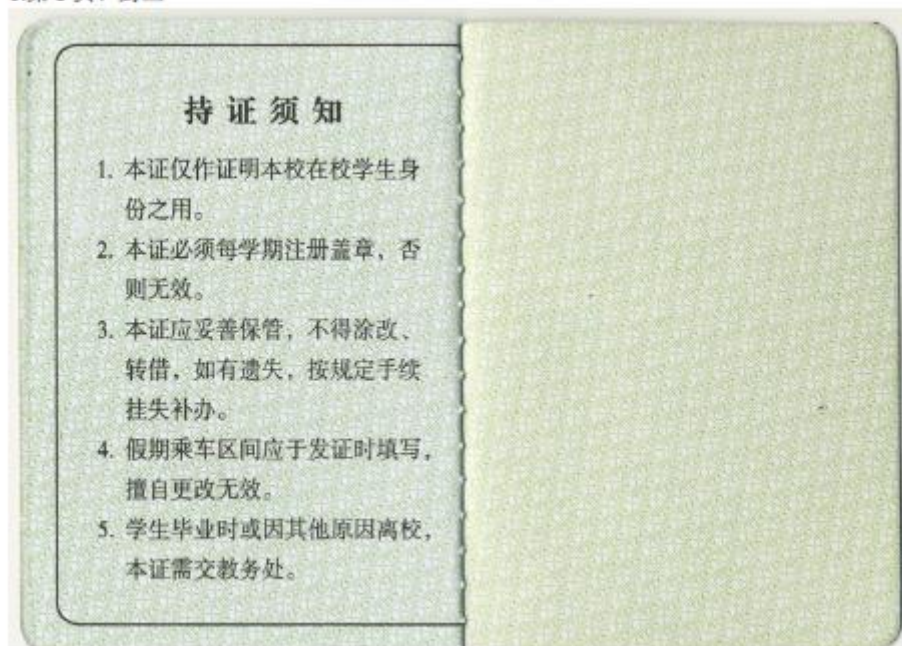 持证须知
1. 本证仅作证明本校在校学生身
份之用。
2. 本证必须每学期注册盖章，否
则无效。
3. 本证应妥善保管，不得涂改、
转借，如有遗失，按规定手续
挂失补办。
4. 假期乘车区间应于发证时填写，
擅自更改无效。
5. 学生毕业时或因其他原因离校，
本证需交教务处。